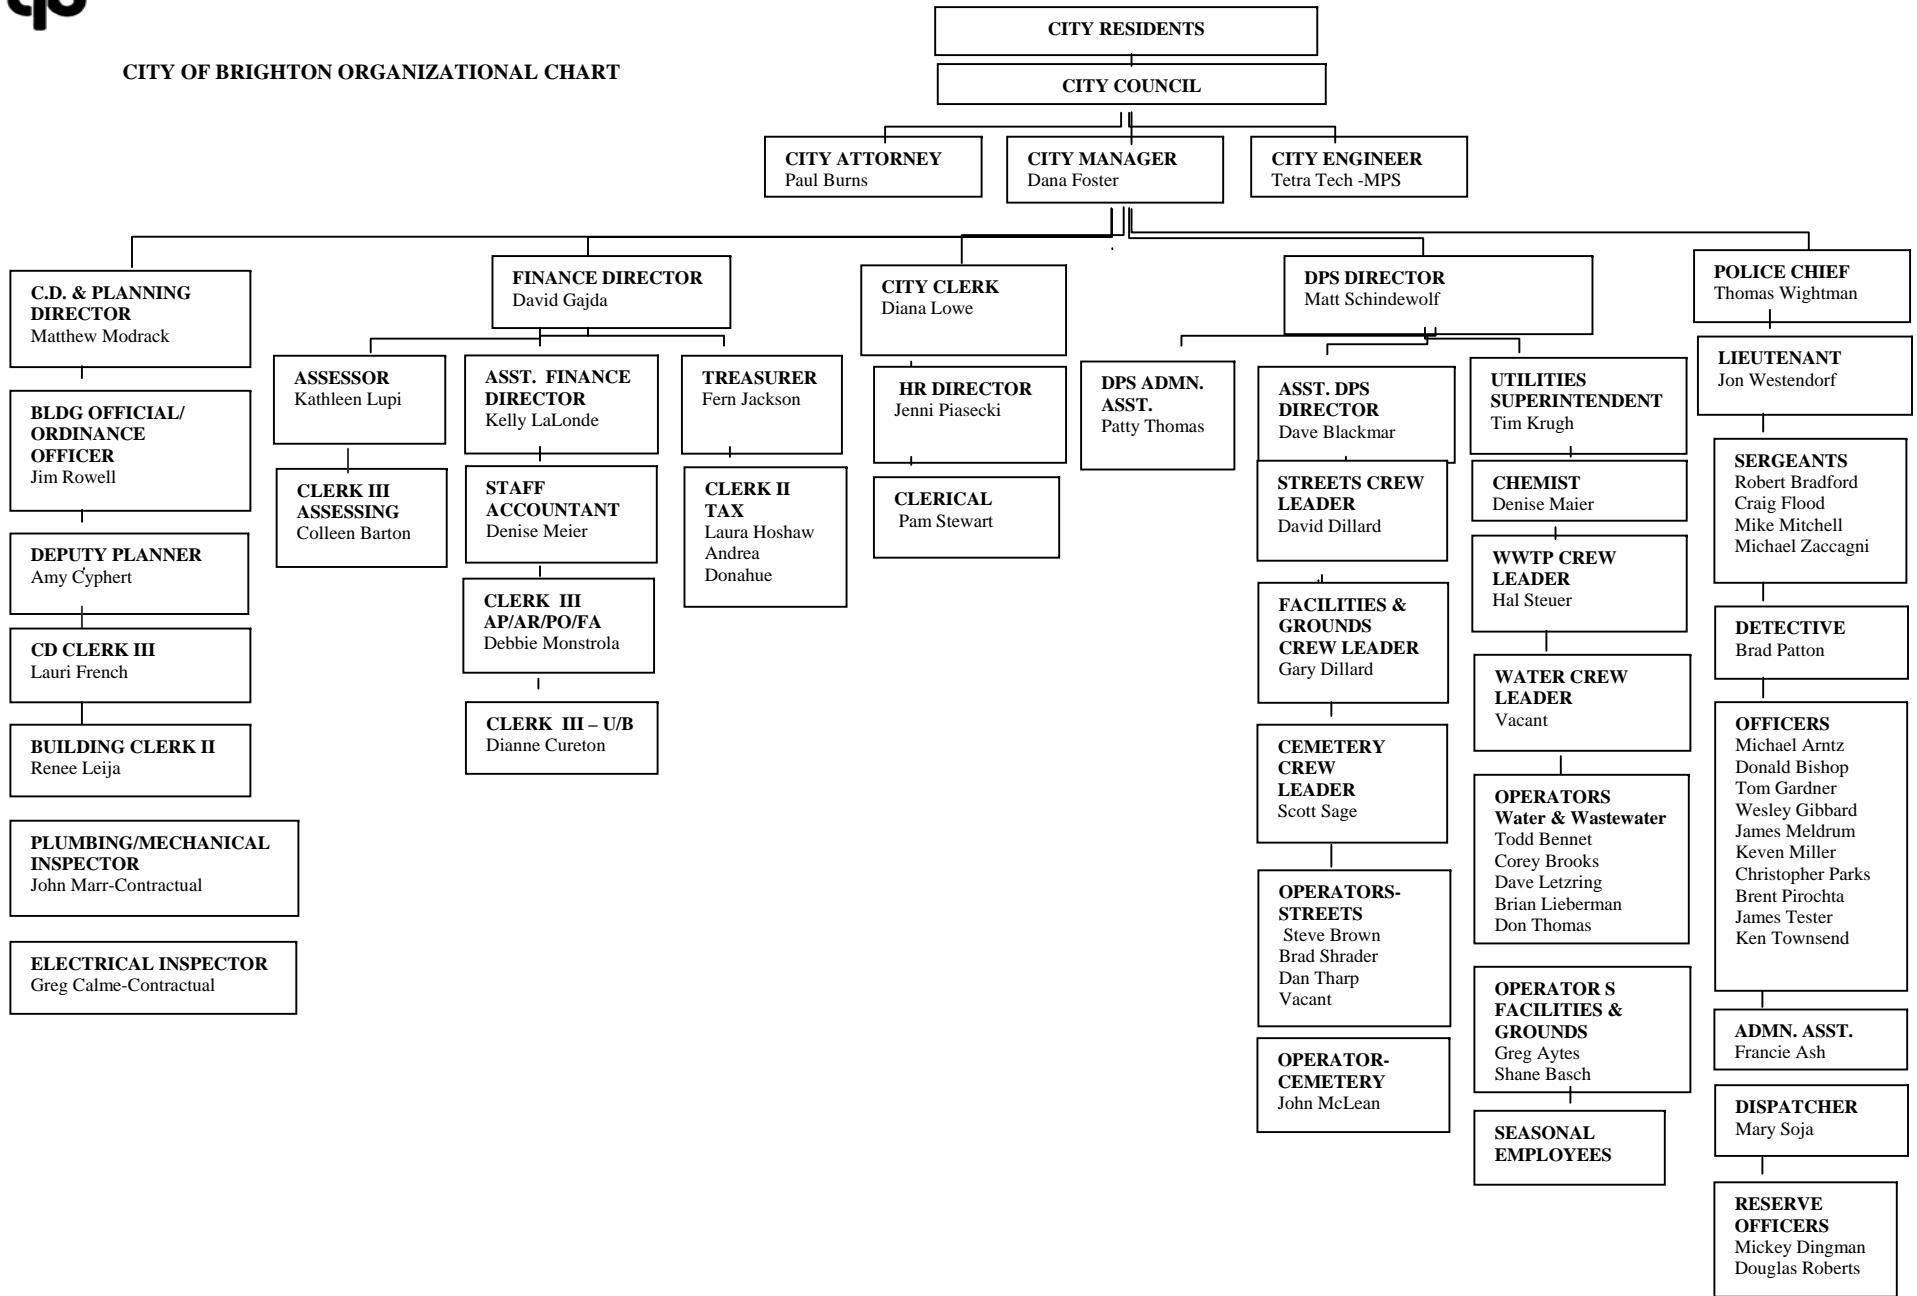 CITY OF BRIGHTON ORGANIZATIONAL CHART
CITY RESIDENTS
CITY COUNCIL
CITY ATTORNEY
Paul Burns
CITY MANAGER
Dana Foster
CITY ENGINEER
Tetra Tech -MPS
C.D. & PLANNING
DIRECTOR
Matthew Modrack
BLDG OFFICIAL/
ORDINANCE
OFFICER
Jim Rowell
DEPUTY PLANNER
Amy Cyphert
CD CLERK III
Lauri French
BUILDING CLERK II
Renee Leija
PLUMBING/MECHANICAL
INSPECTOR
John Marr-Contractual
ELECTRICAL INSPECTOR
Greg Calme-Contractual
FINANCE DIRECTOR
David Gajda
ASSESSOR
Kathleen Lupi
CLERK III
ASSESSING
Colleen Barton
ASST. FINANCE
DIRECTOR
Kelly LaLonde
STAFF
ACCOUNTANT
Denise Meier
CLERK III
AP/AR/PO/FA
Debbie Monstrola
CLERK III – U/B
Dianne Cureton
TREASURER
Fern Jackson
CLERK II
TAX
Laura Hoshaw
Andrea
Donahue
CITY CLERK
Diana Lowe
HR DIRECTOR
Jenni Piasecki
CLERICAL
Pam Stewart
DPS DIRECTOR
Matt Schindewolf
DPS ADMN.
ASST.
Patty Thomas
ASST. DPS
DIRECTOR
Dave Blackmar
STREETS CREW
LEADER
David Dillard
FACILITIES &
GROUNDS
CREW LEADER
Gary Dillard
CEMETERY
CREW
LEADER
Scott Sage
OPERATORS-
STREETS
Steve Brown
Brad Shrader
Dan Tharp
Vacant
OPERATOR-
CEMETERY
John McLean
UTILITIES
SUPERINTENDENT
Tim Krugh
CHEMIST
Denise Maier
WWTP CREW
LEADER
Hal Steuer
WATER CREW
LEADER
Vacant
OPERATORS
Water & Wastewater
Todd Bennet
Corey Brooks
Dave Letzring
Brian Lieberman
Don Thomas
OPERATOR S
FACILITIES &
GROUNDS
Greg Aytes
Shane Basch
SEASONAL
EMPLOYEES
POLICE CHIEF
Thomas Wightman
LIEUTENANT
Jon Westendorf
SERGEANTS
Robert Bradford
Craig Flood
Mike Mitchell
Michael Zaccagni
DETECTIVE
Brad Patton
OFFICERS
Michael Arntz
Donald Bishop
Tom Gardner
Wesley Gibbard
James Meldrum
Keven Miller
Christopher Parks
Brent Pirochta
James Tester
Ken Townsend
ADMN. ASST.
Francie Ash
DISPATCHER
Mary Soja
RESERVE
OFFICERS
Mickey Dingman
Douglas Roberts